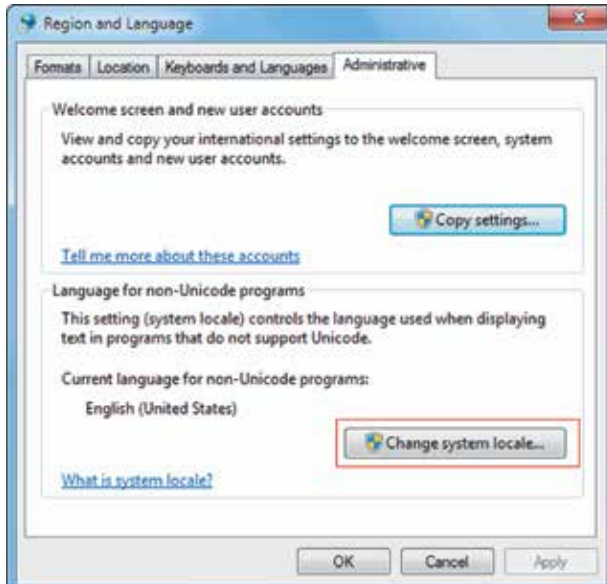 Region and Language
Formats Location Keyboards and Languages Administrative
Welcome screen and new user accounts
View and copy your international settings to the welcome screen, system
accounts and new user accounts.
Copy settings...
Tell me more about these accounts
Language for non-Unicode programs
This setting (system locale) controls the language used when displaying
text in programs that do not support Unicode.
Current language for non-Unicode programs:
English (United States)
Change system locale...
What is system locale?
OK Cancel Apply